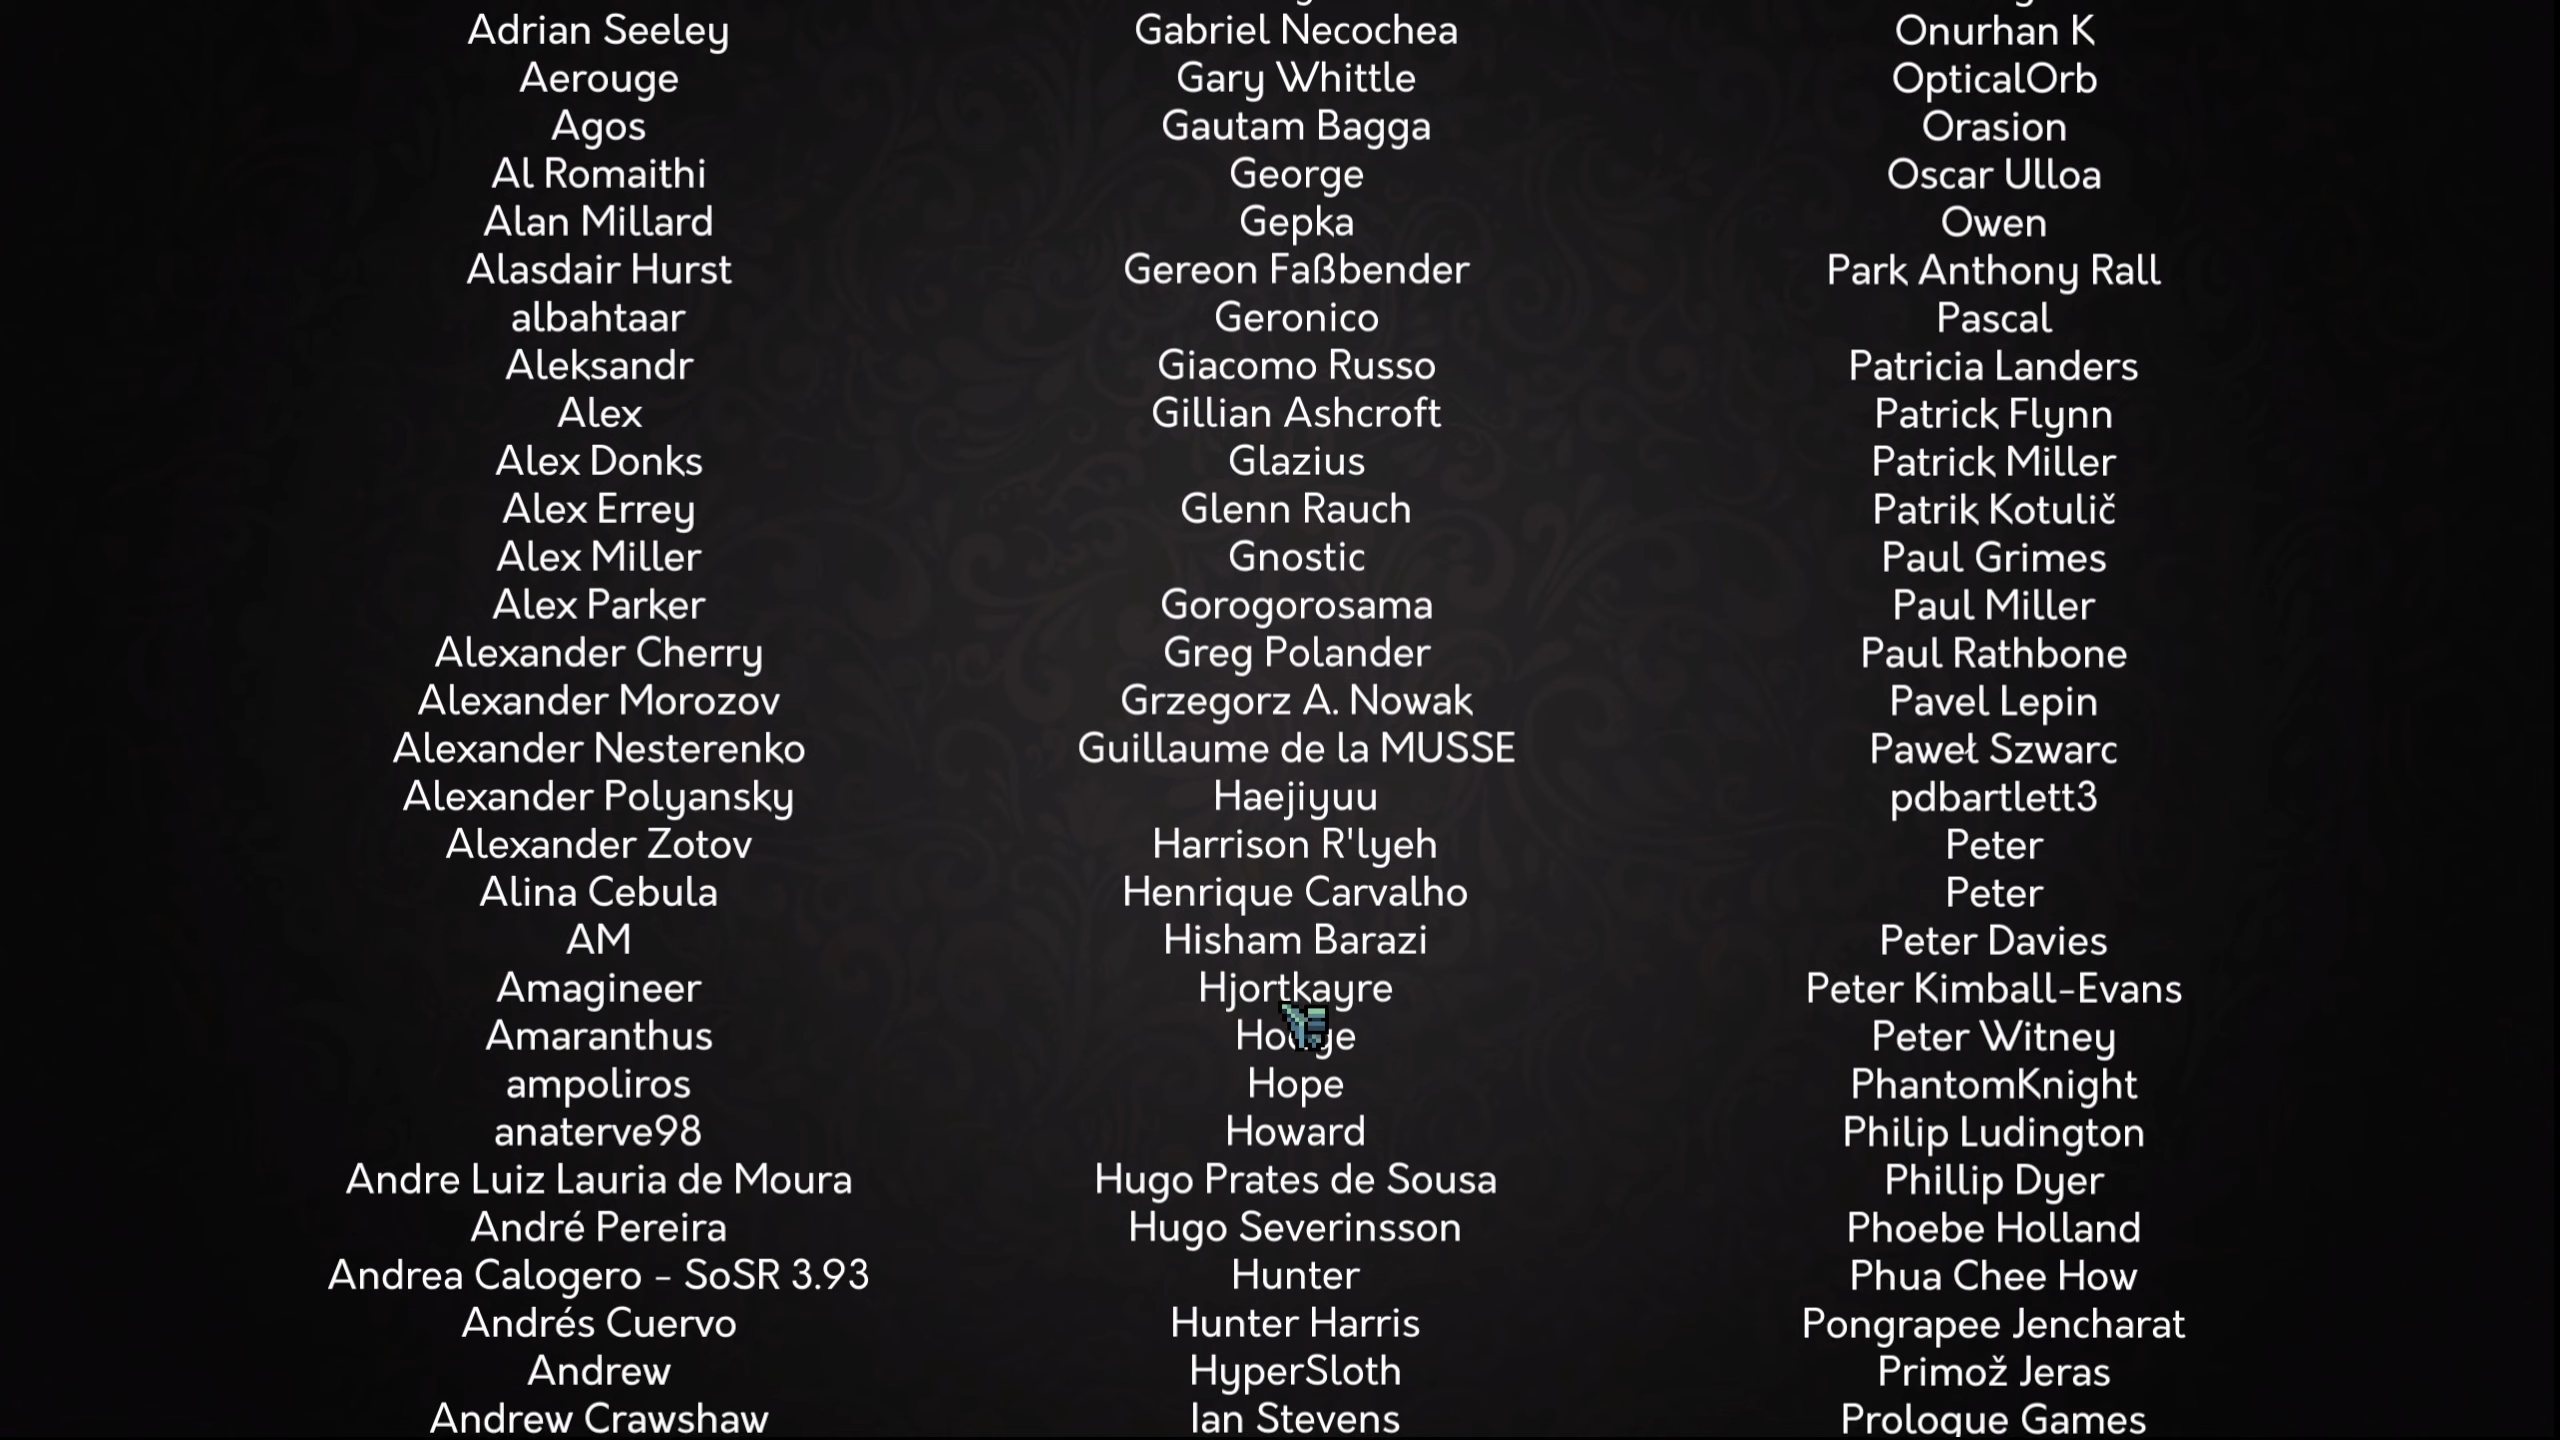 Adrian Seeley
Aerouge
Agos
Al Romaithi
Alan Millard
Alasdair Hurst
albahtaar
Aleksandr
Alex
Alex Donks
Alex Errey
Alex Miller
Alex Parker
Alexander Cherry
Alexander Morozov
Alexander Nesterenko
Alexander Polyansky
Alexander Zotov
Alina Cebula
AM
Amagineer
Amaranthus
ampoliros
anaterve98
Andre Luiz Lauria de Moura
André Pereira
Andrea Calogero - SoSR 3.93
Andrés Cuervo
Andrew
Andrew Crawshaw
Gabriel Necochea
Gary Whittle
Gautam Bagga
George
Gepka
Gereon Faßbender
Geronico
Giacomo Russo
Gillian Ashcroft
Glazius
Glenn Rauch
Gnostic
Gorogorosama
Greg Polander
Grzegorz A. Nowak
Guillaume de la MUSSE
Haejiyuu
Harrison R'lyeh
Henrique Carvalho
Hisham Barazi
Hjortkayre
Hope
Howard
Hugo Prates de Sousa
Hugo Severinsson
Hunter
Hunter Harris
HyperSloth
Ian Stevens
Onurhan K
OpticalOrb
Orasion
Oscar Ulloa
Owen
Park Anthony Rall
Pascal
Patricia Landers
Patrick Flynn
Patrick Miller
Patrik Kotulič
Paul Grimes
Paul Miller
Paul Rathbone
Pavel Lepin
Paweł Szwarc
pdbartlett3
Peter
Peter
Peter Davies
Peter Kimball-Evans
Peter Witney
PhantomKnight
Philip Ludington
Phillip Dyer
Phoebe Holland
Phua Chee How
Pongrapee Jencharat
Primož Jeras
Prologue Games